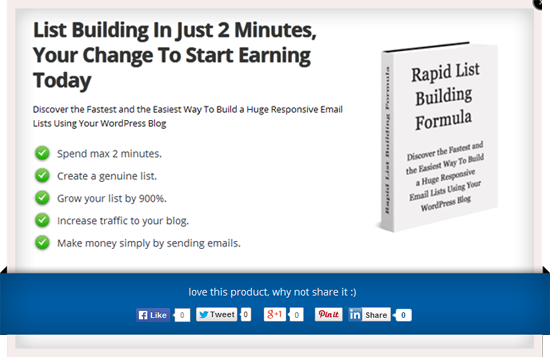 List Building In Just 2 Minutes,
Your Change To Start Earning
Today
Discover the Fastest and the Easiest Way To Build a Huge Responsive Email
Lists Using Your WordPress Blog
Spend max 2 minutes.
Create a genuine list.
Grow your list by 900%.
Increase traffic to your blog.
Make money simply by sending emails.
Rapid List Building Formula
Rapid List
Building
Formula
Discover the Fastest and
the Easiest Way To Build
a Huge Responsive
Email Lists Using Your
WordPress Blog
love this product, why not share it :)
Like 0 Tweet 0 g+1 0 Pin it in Share 0